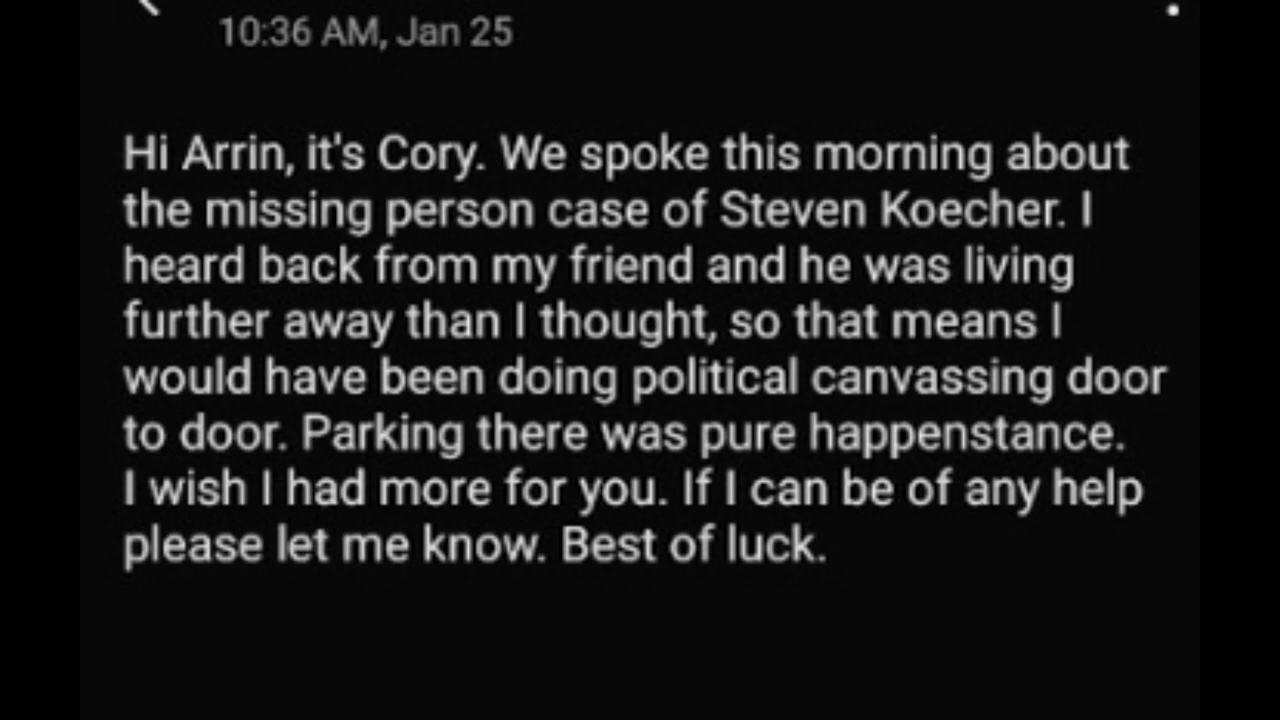 10:36 AM, Jan 25
Hi Arrin, it's Cory. We spoke this morning about
the missing person case of Steven Koecher. I
heard back from my friend and he was living
further away than I thought, so that means I
would have been doing political canvassing door
to door. Parking there was pure happenstance.
I wish I had more for you. If I can be of any help
please let me know. Best of luck.